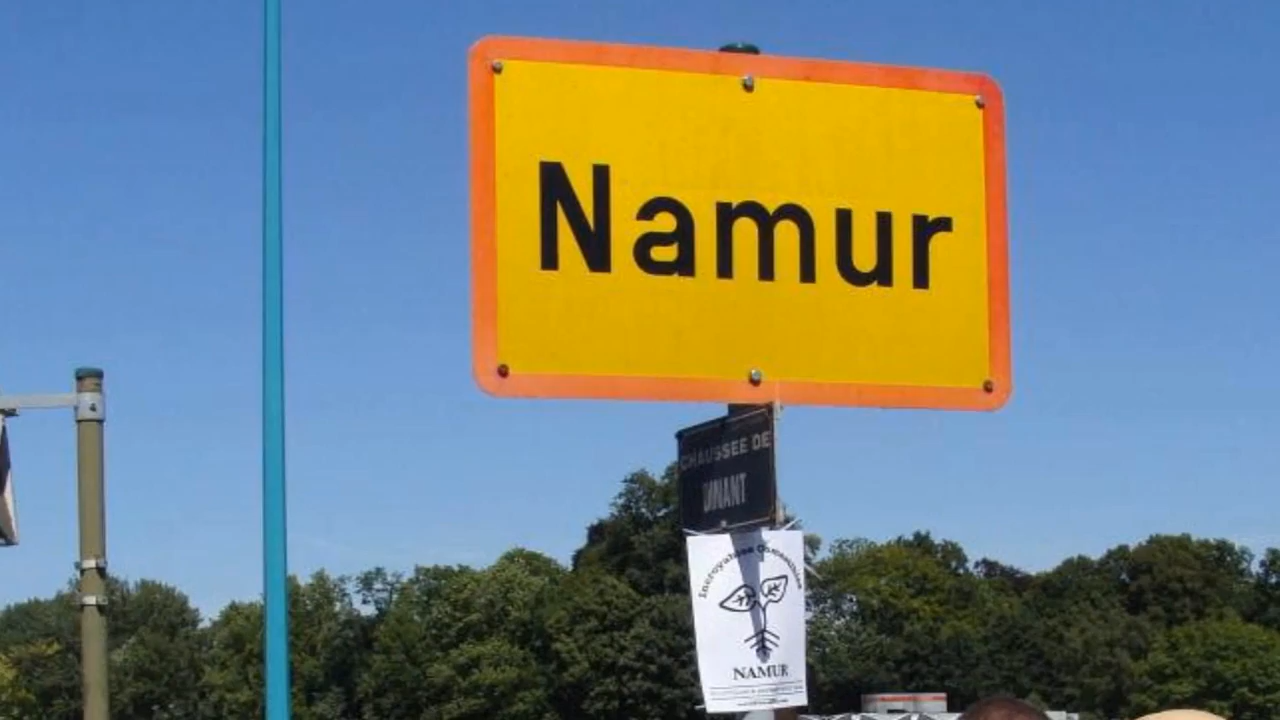 Namur
CHAUSSEE DE
DINANT
Incroyables Comestibles
NAMUR